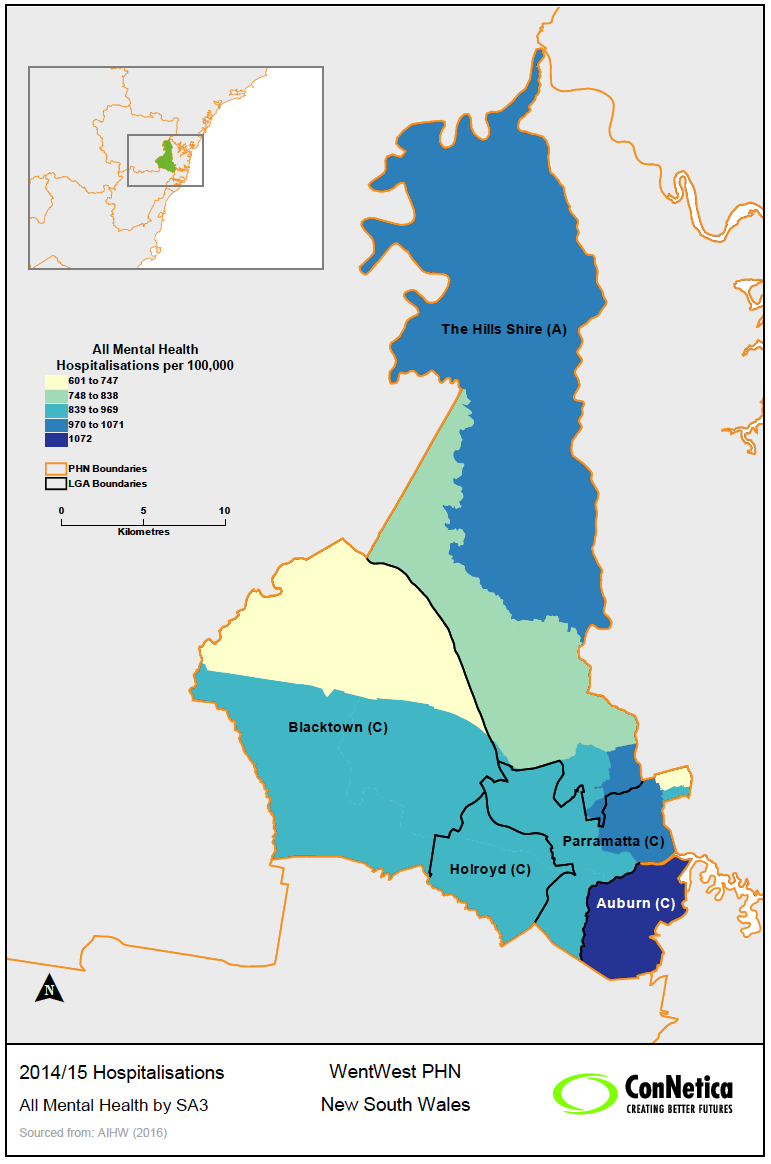 The Hills Shire (A)
All Mental Health
Hospitalisations per 100,000
601 to 747
748 to 838
839 to 969
970 to 1071
1072
PHN Boundaries
LGA Boundaries
0 5 10
Kilometres
Blacktown (C)
Parramatta (C)
Holroyd (C)
Auburn (C)
N
2014/15 Hospitalisations
All Mental Health by SA3
Sourced from: AIHW (2016)
WentWest PHN
New South Wales
ConNetica
CREATING BETTER FUTURES